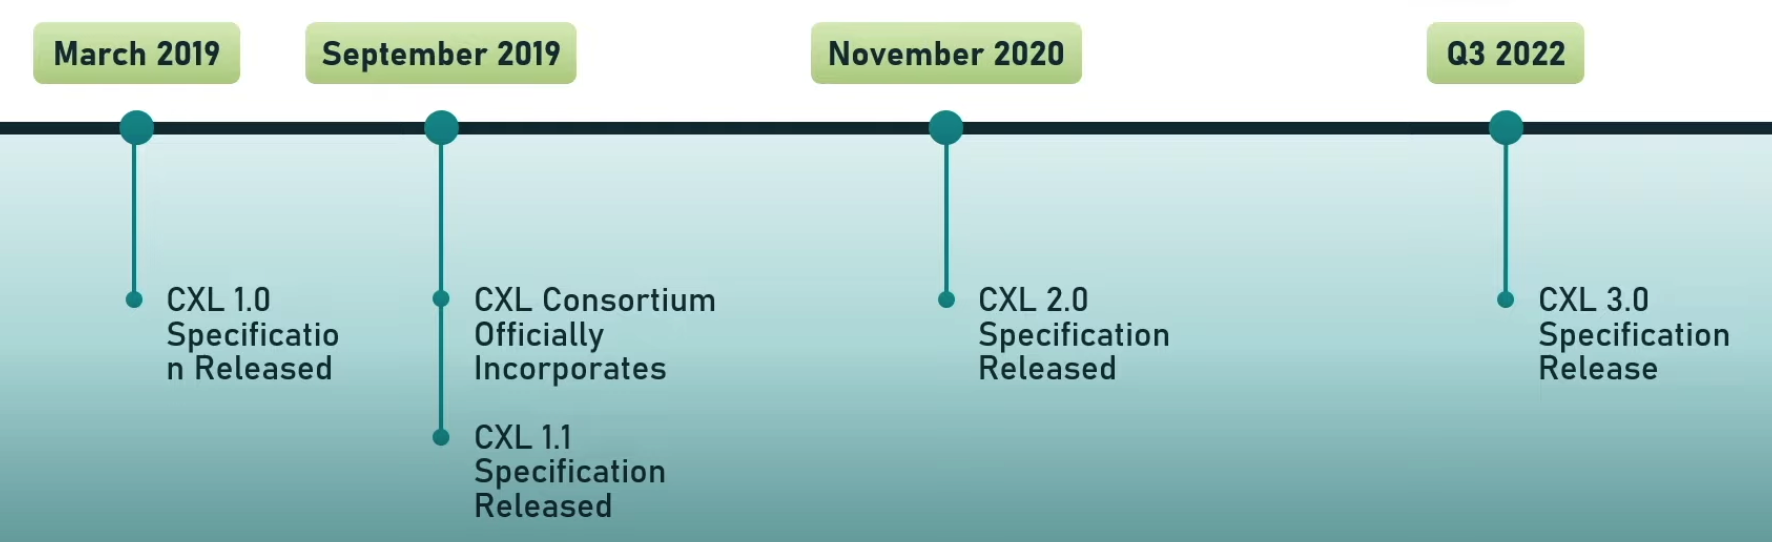 March 2019
September 2019
November 2020
Q3 2022
CXL 1.0
Specificatio
n Released
CXL Consortium
Officially
Incorporates
CXL 1.1
Specification
Released
CXL 2.0
Specification
Released
CXL 3.0
Specification
Release